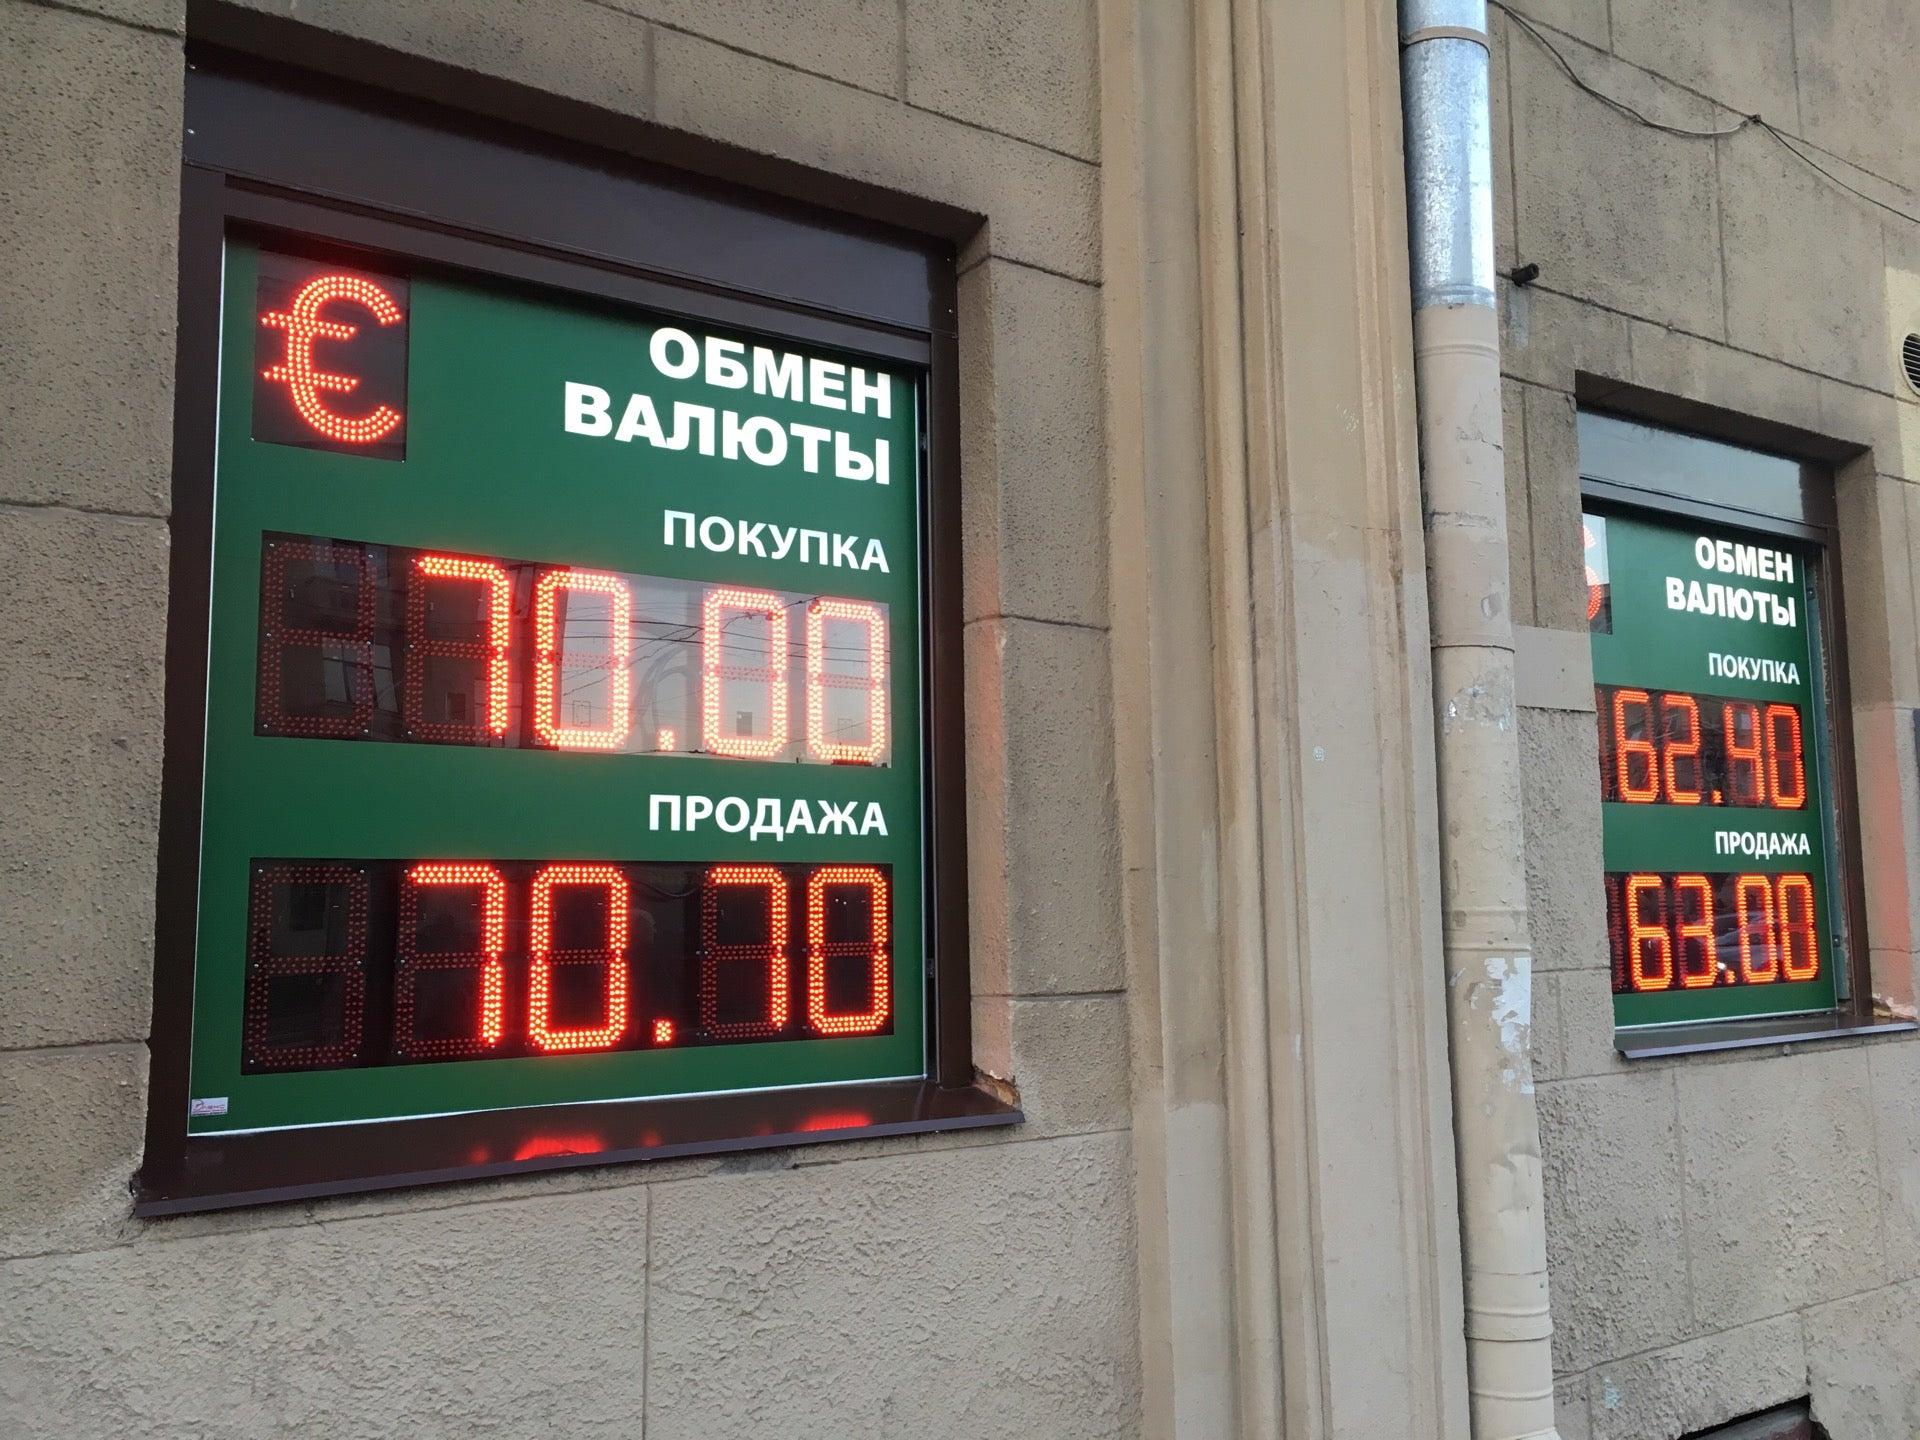 €
ОБМЕН
ВАЛЮТЫ
ПОКУПКА
70.00
ПРОДАЖА
70.70
ОБМЕН
ВАЛЮТЫ
ПОКУПКА
62.40
ПРОДАЖА
63.00